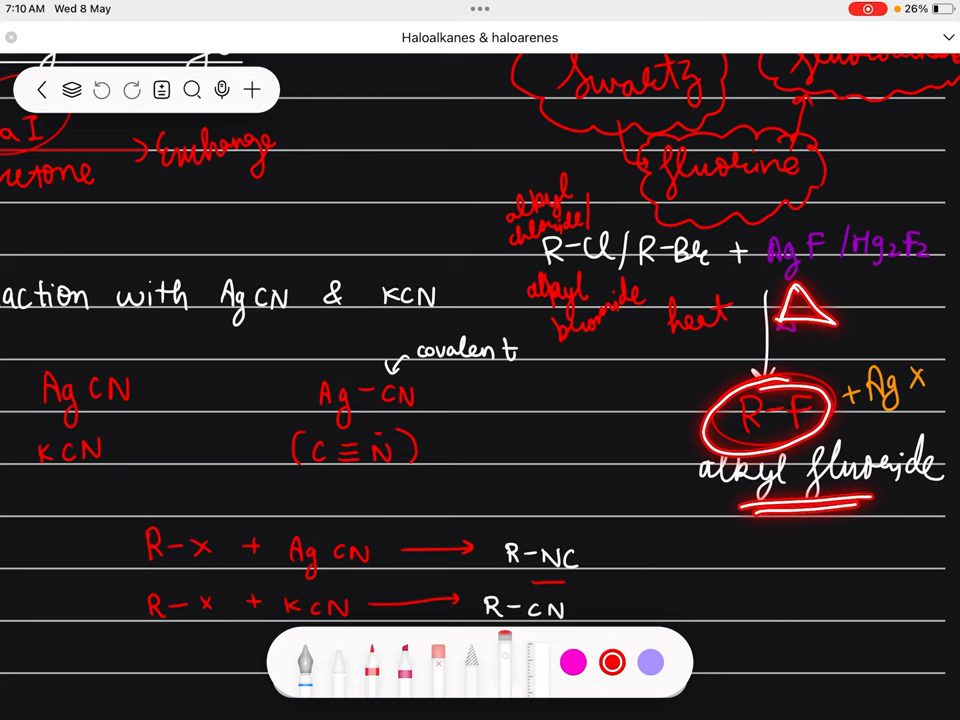 7:10 AM Wed 8 May
26%
Haloalkanes & haloarenes
Swartz
a I
Exchange
etone
fluorine
alkyl
chloride/
R-Cl/R-Br + AgF/Hg2F2
action with AgCN & KCN
alkyl
bromide
heat
Δ
covalent
AgCN
Ag-CN
R-F + AgX
KCN
(C≡N̄)
alkyl fluoride
R-X + AgCN → R-NC
R-X + KCN → R-CN